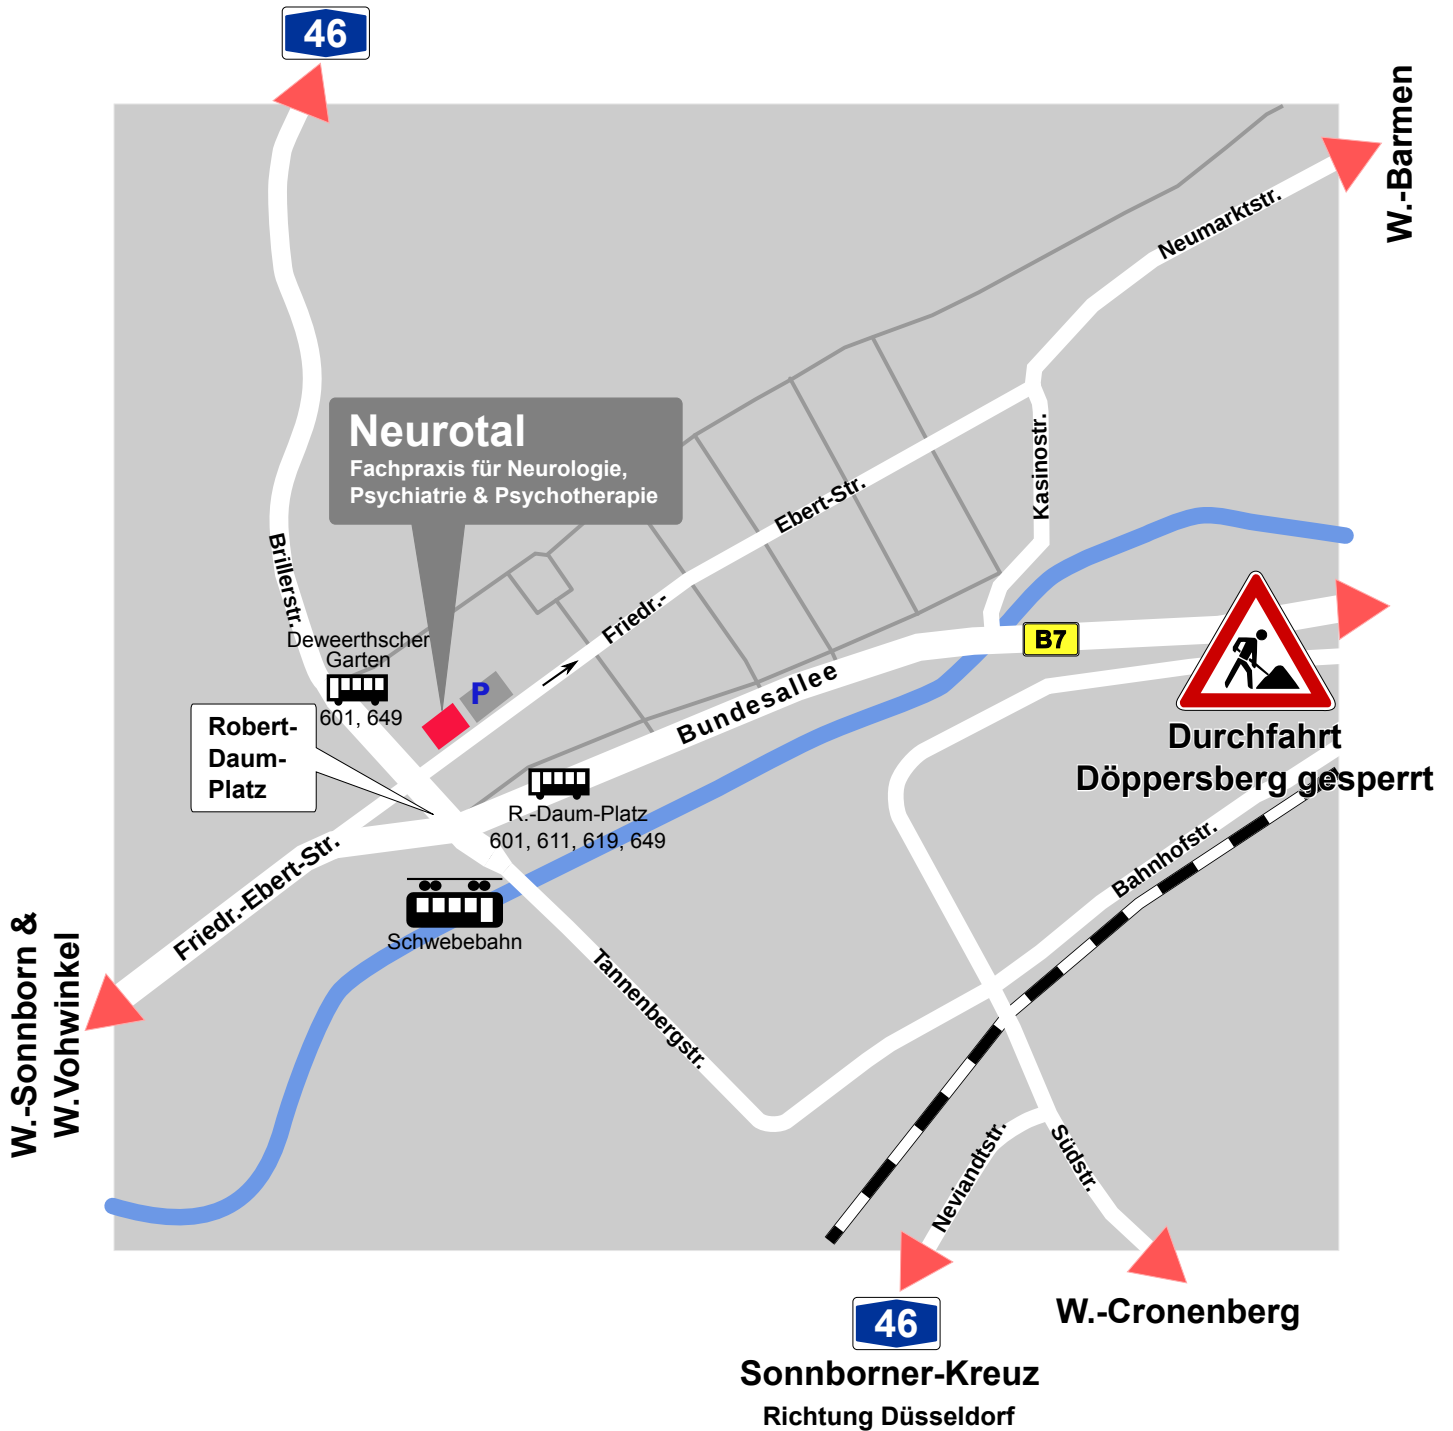 46
W.-Barmen
Neumarktstr.
Neurotal
Fachpraxis für Neurologie,
Psychiatrie & Psychotherapie
Kasinostr.
Ebert-Str.
Brillerstr.
Friedr.-
Deweerthscher
Garten
601, 649
P
B7
Robert-
Daum-
Platz
Bundesallee
Durchfahrt
Döppersberg gesperrt
R.-Daum-Platz
601, 611, 619, 649
Friedr.-Ebert-Str.
Bahnhofstr.
Schwebebahn
W.-Sonnborn &
W.Vohwinkel
Tannenbergstr.
Neviandtstr.
Südstr.
46
W.-Cronenberg
Sonnborner-Kreuz
Richtung Düsseldorf